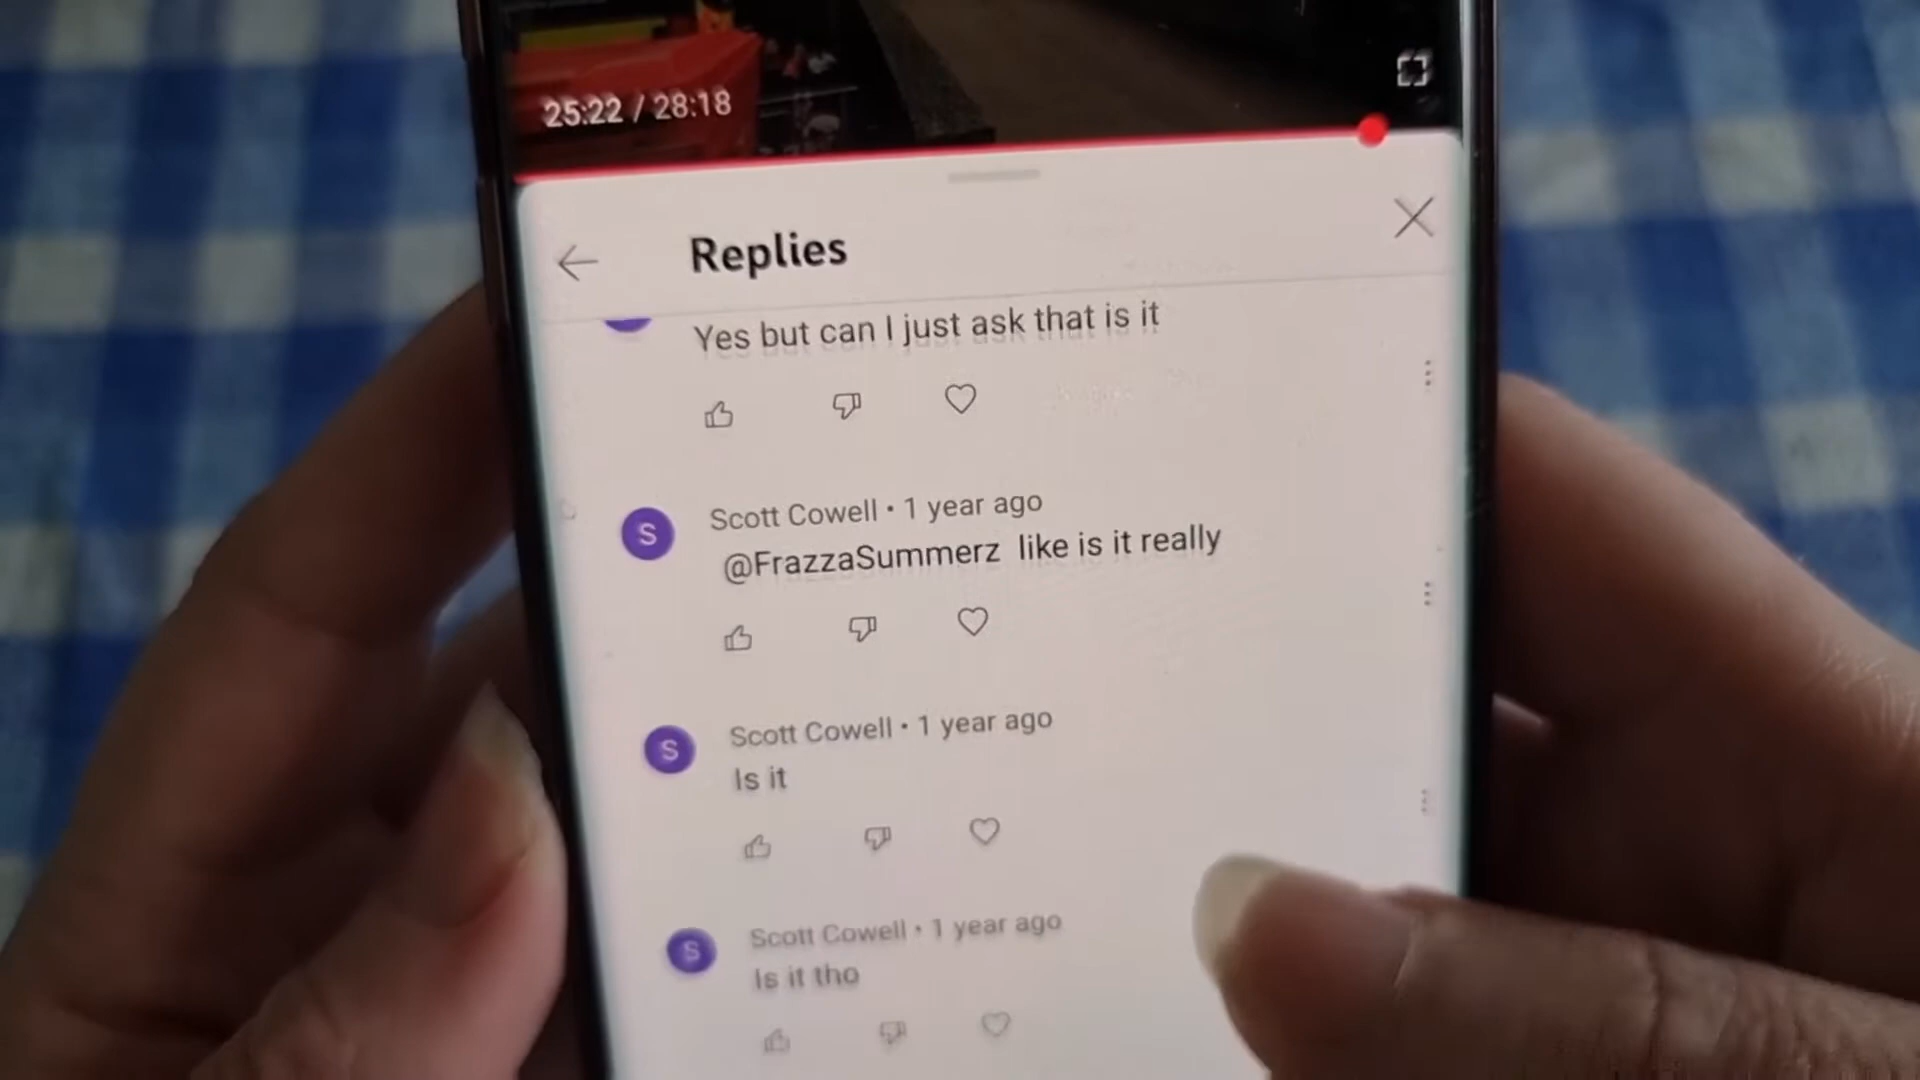 25:22 / 28:18
Replies
Yes but can I just ask that is it
S
Scott Cowell • 1 year ago
@FrazzaSummerz like is it really
S
Scott Cowell • 1 year ago
Is it
S
Scott Cowell • 1 year ago
Is it tho